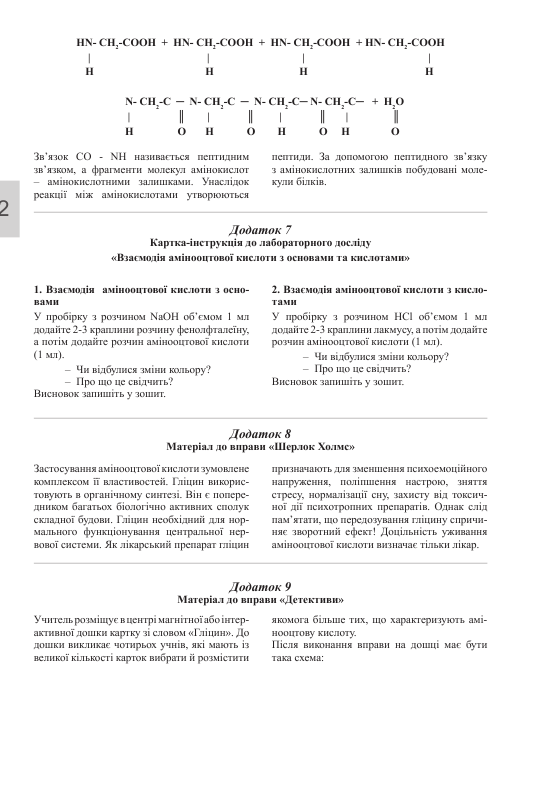 HN- CH2-COOH + HN- CH2-COOH + HN- CH2-COOH + HN- CH2-COOH
| | | |
H H H H
N- CH2-C — N- CH2-C — N- CH2-C— N- CH2-C— + H2O
| ‖ | ‖ | ‖ | ‖
H O H O H O H O
Зв’язок CO - NH називається пептидним
зв’язком, а фрагменти молекул амінокислот
– амінокислотними залишками. Унаслідок
реакції між амінокислотами утворюються
пептиди. За допомогою пептидного зв’язку
з амінокислотних залишків побудовані моле-
кули білків.
2
Додаток 7
Картка-інструкція до лабораторного досліду
«Взаємодія амінооцтової кислоти з основами та кислотами»
1. Взаємодія амінооцтової кислоти з осно-
вами
У пробірку з розчином NaOH об’ємом 1 мл
додайте 2-3 краплини розчину фенолфталеїну,
а потім додайте розчин амінооцтової кислоти
(1 мл).
– Чи відбулися зміни кольору?
– Про що це свідчить?
Висновок запишіть у зошит.
2. Взаємодія амінооцтової кислоти з кисло-
тами
У пробірку з розчином HCl об’ємом 1 мл
додайте 2-3 краплини лакмусу, а потім додайте
розчин амінооцтової кислоти (1 мл).
– Чи відбулися зміни кольору?
– Про що це свідчить?
Висновок запишіть у зошит.
Додаток 8
Матеріал до вправи «Шерлок Холмс»
Застосування амінооцтової кислоти зумовлене
комплексом її властивостей. Гліцин викорис-
товують в органічному синтезі. Він є попере-
дником багатьох біологічно активних сполук
складної будови. Гліцин необхідний для нор-
мального функціонування центральної нер-
вової системи. Як лікарський препарат гліцин
призначають для зменшення психоемоційного
напруження, поліпшення настрою, зняття
стресу, нормалізації сну, захисту від токсич-
ної дії психотропних препаратів. Однак слід
пам’ятати, що передозування гліцину спричи-
няє зворотний ефект! Доцільність уживання
амінооцтової кислоти визначає тільки лікар.
Додаток 9
Матеріал до вправи «Детективи»
Учитель розміщує в центрі магнітної або інтер-
активної дошки картку зі словом «Гліцин». До
дошки викликає чотирьох учнів, які мають із
великої кількості карток вибрати й розмістити
якомога більше тих, що характеризують амі-
нооцтову кислоту.
Після виконання вправи на дошці має бути
така схема: